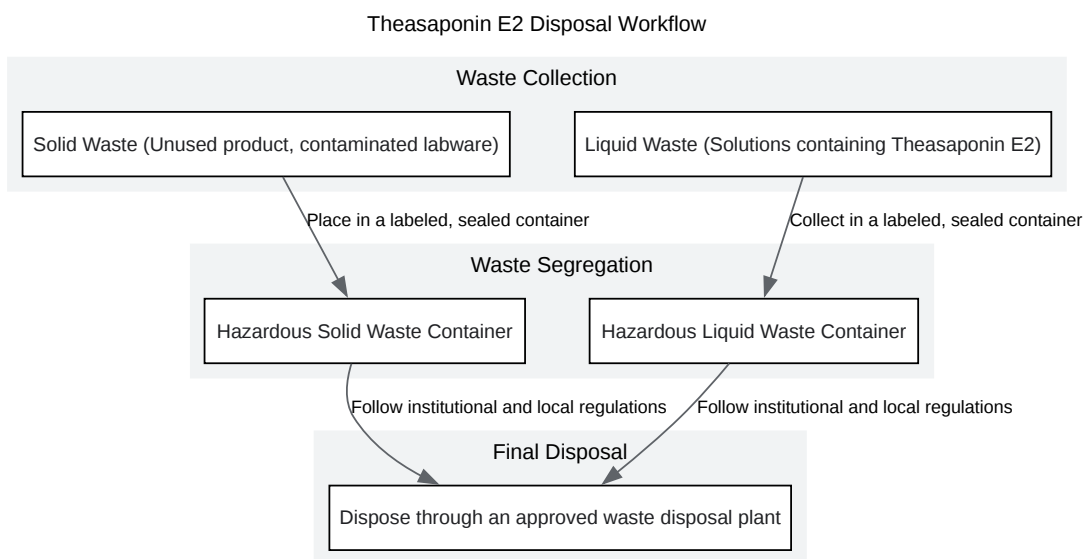 Theasaponin E2 Disposal Workflow
Waste Collection
Solid Waste (Unused product, contaminated labware)
Liquid Waste (Solutions containing Theasaponin E2)
Place in a labeled, sealed container
Collect in a labeled, sealed container
Waste Segregation
Hazardous Solid Waste Container
Hazardous Liquid Waste Container
Follow institutional and local regulations
Follow institutional and local regulations
Final Disposal
Dispose through an approved waste disposal plant